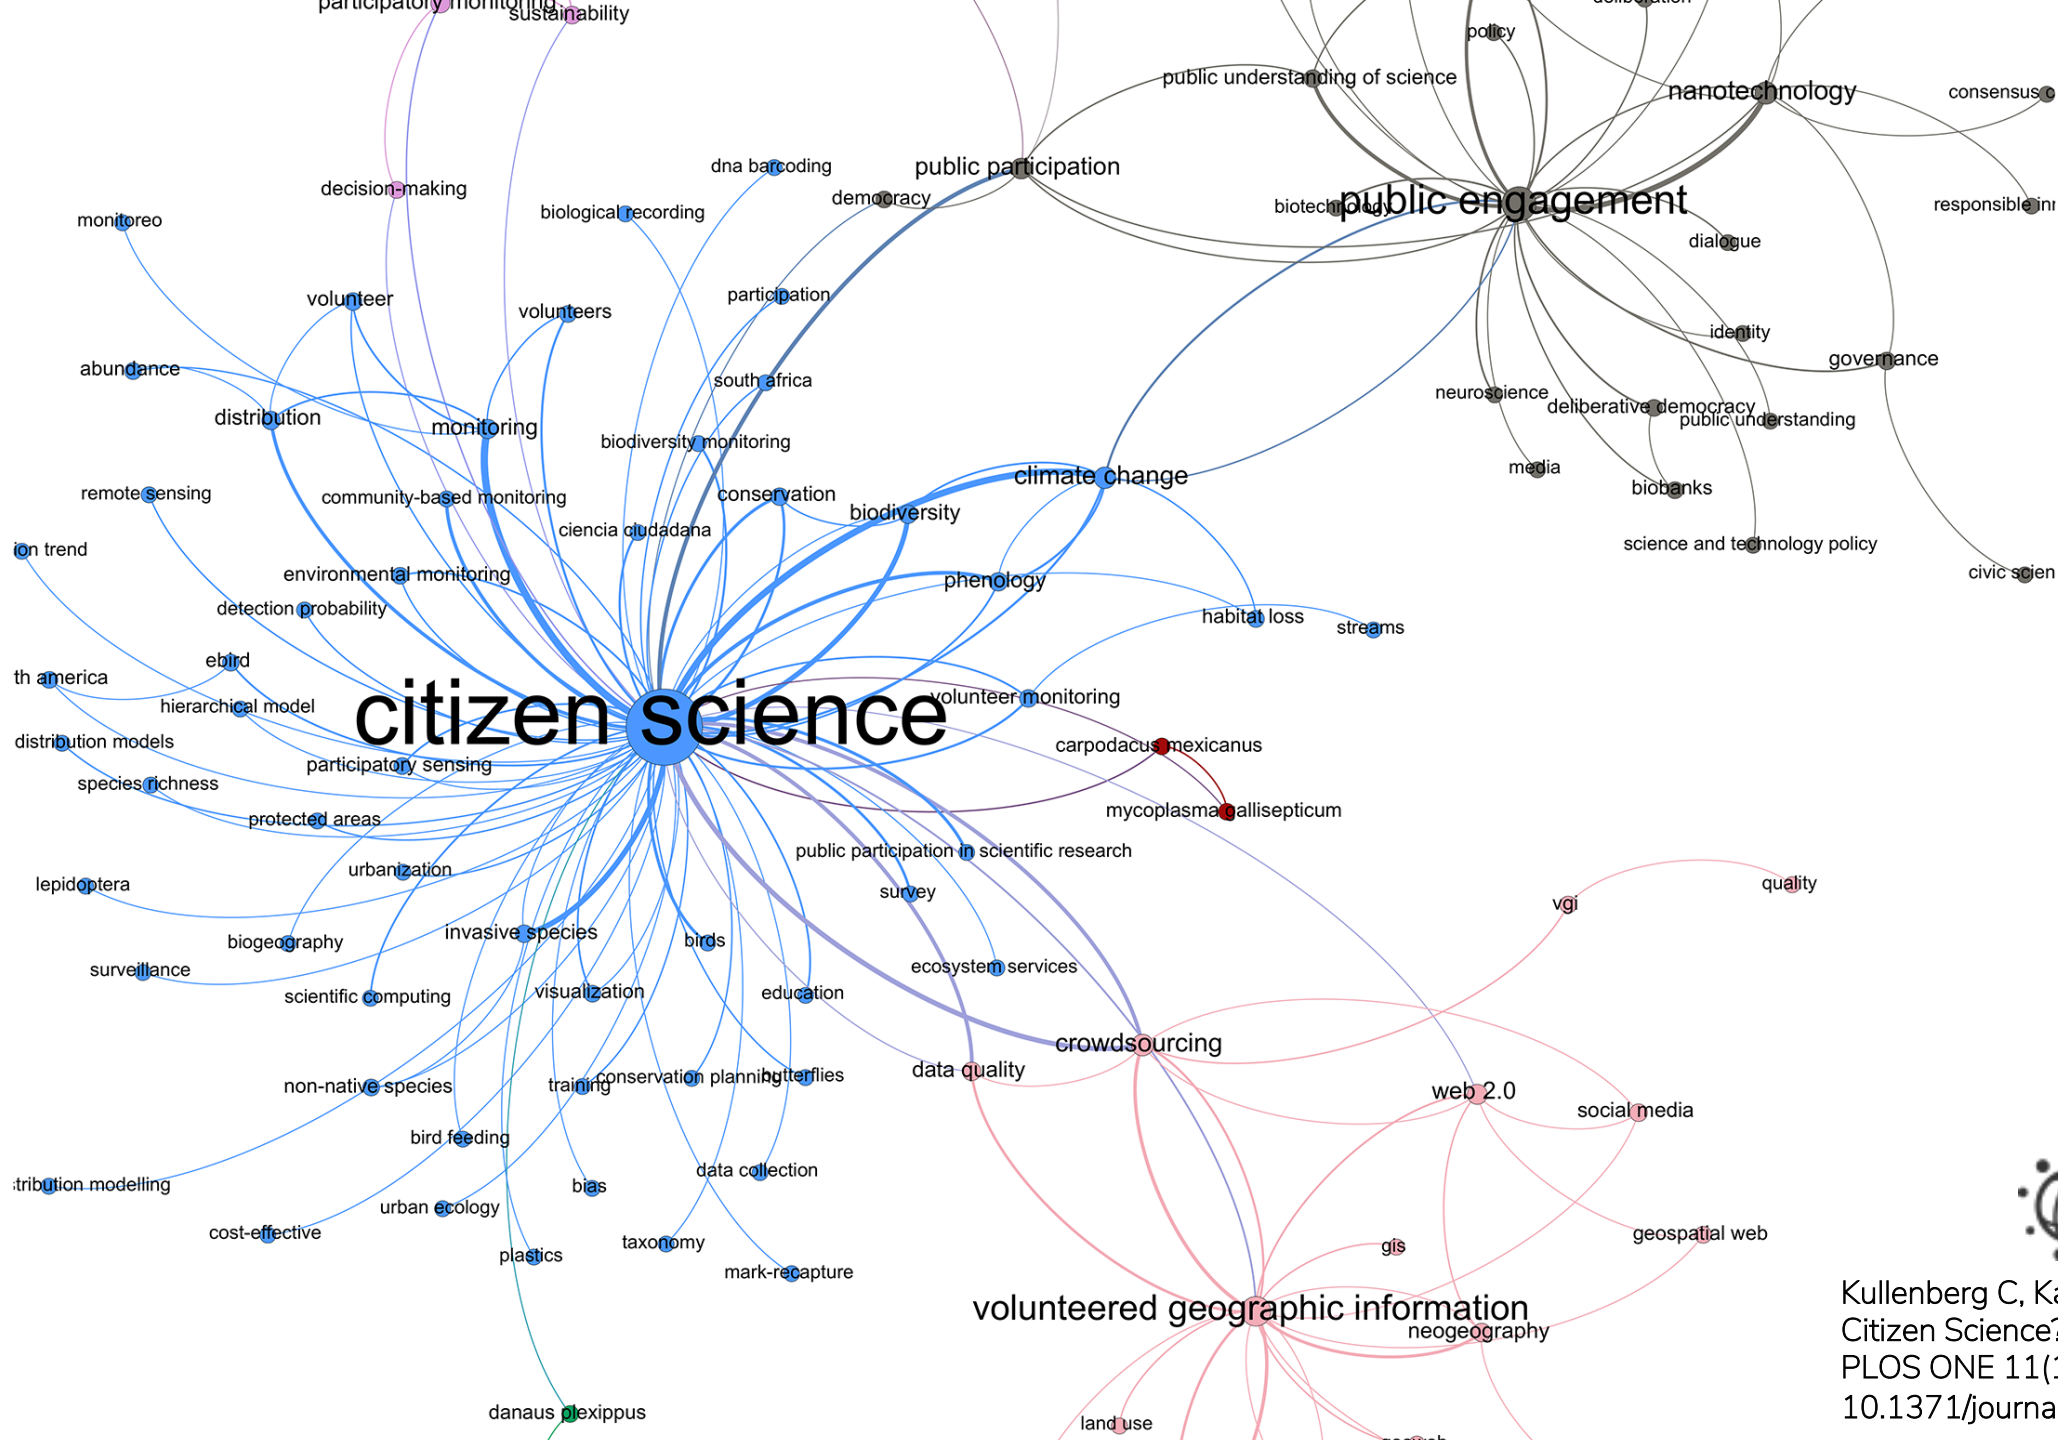 participatory monitoring
sustainability
policy
public understanding of science
nanotechnology
consensus c
public participation
dna barcoding
democracy
decision-making
biological recording
biotechnology
public engagement
responsible inr
monitoreo
dialogue
volunteer
volunteers
participation
identity
governance
abundance
south africa
neuroscience
deliberative democracy
public understanding
distribution
monitoring
biodiversity monitoring
media
climate change
remote sensing
community-based monitoring
conservation
biobanks
biodiversity
ciencia ciudadana
science and technology policy
ion trend
environmental monitoring
phenology
civic scien
detection probability
habitat loss
streams
ebird
th america
hierarchical model
citizen science
volunteer monitoring
distribution models
participatory sensing
carpodacus mexicanus
species richness
mycoplasma gallisepticum
protected areas
public participation in scientific research
urbanization
lepidoptera
survey
vgi
quality
biogeography
invasive species
birds
surveillance
ecosystem services
scientific computing
visualization
education
crowdsourcing
data quality
non-native species
training
conservation planning
butterflies
web 2.0
social media
bird feeding
data collection
stribution modelling
bias
urban ecology
cost-effective
taxonomy
plastics
mark-recapture
gis
geospatial web
volunteered geographic information
neogeography
danaus plexippus
land use
Kullenberg C, Ka
Citizen Science?
PLOS ONE 11(1
10.1371/journa